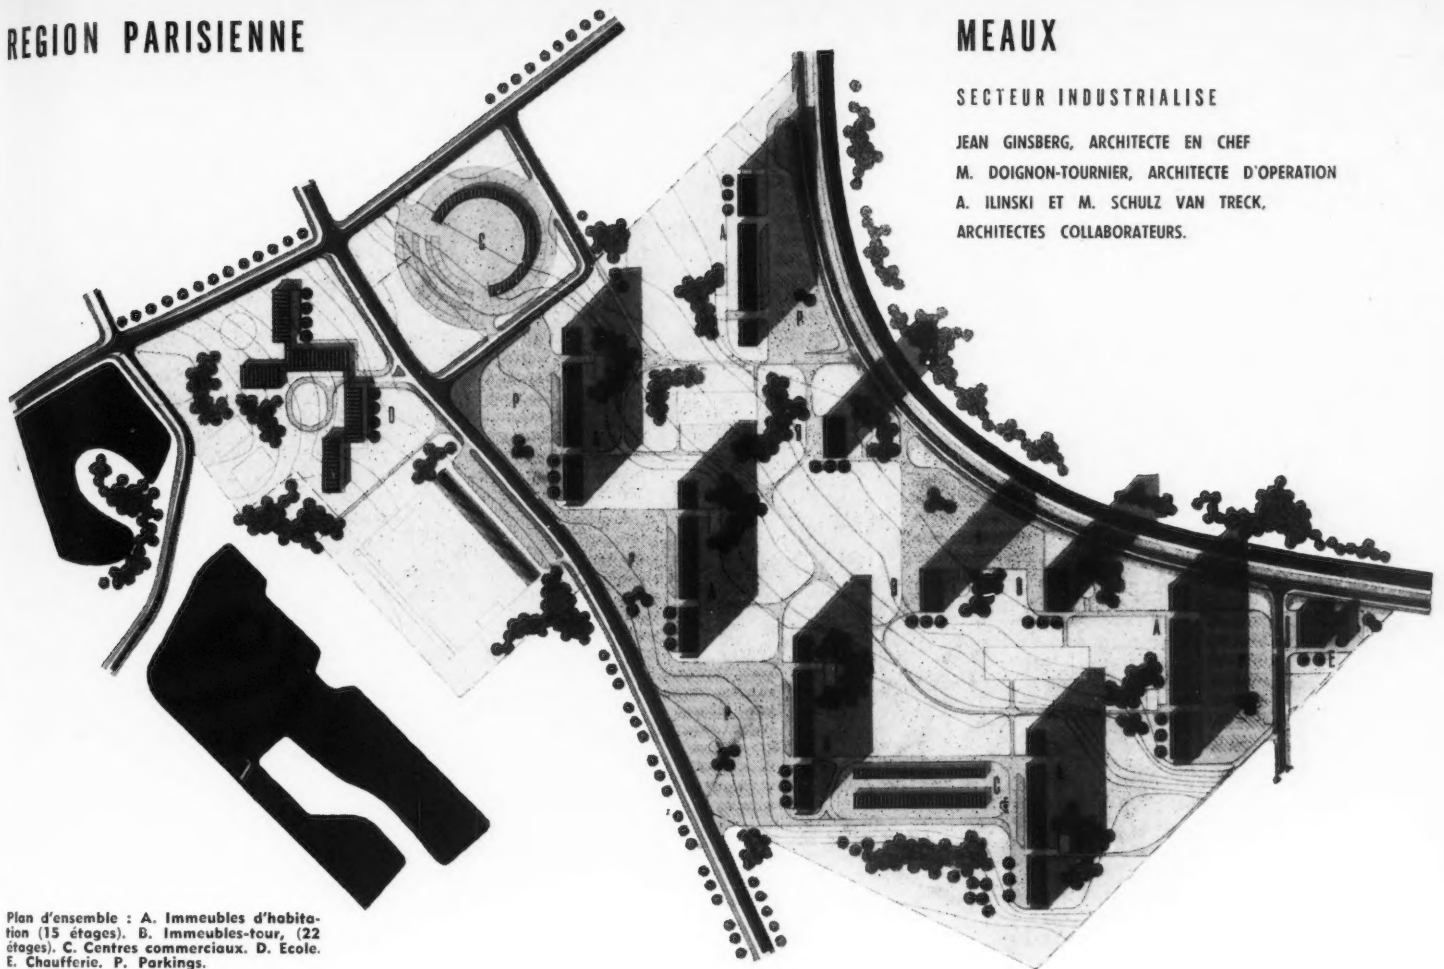 REGION PARISIENNE
MEAUX
SECTEUR INDUSTRIALISE
JEAN GINSBERG, ARCHITECTE EN CHEF
M. DOIGNON-TOURNIER, ARCHITECTE D'OPERATION
A. ILINSKI ET M. SCHULZ VAN TRECK,
ARCHITECTES COLLABORATEURS.
A
C
P
D
P
A
B
P
A
B
B
A
P
E
P
A
C
A
Plan d'ensemble : A. Immeubles d'habita-
tion (15 étages). B. Immeubles-tour, (22
étages). C. Centres commerciaux. D. Ecole.
E. Chaufferie. P. Parkings.